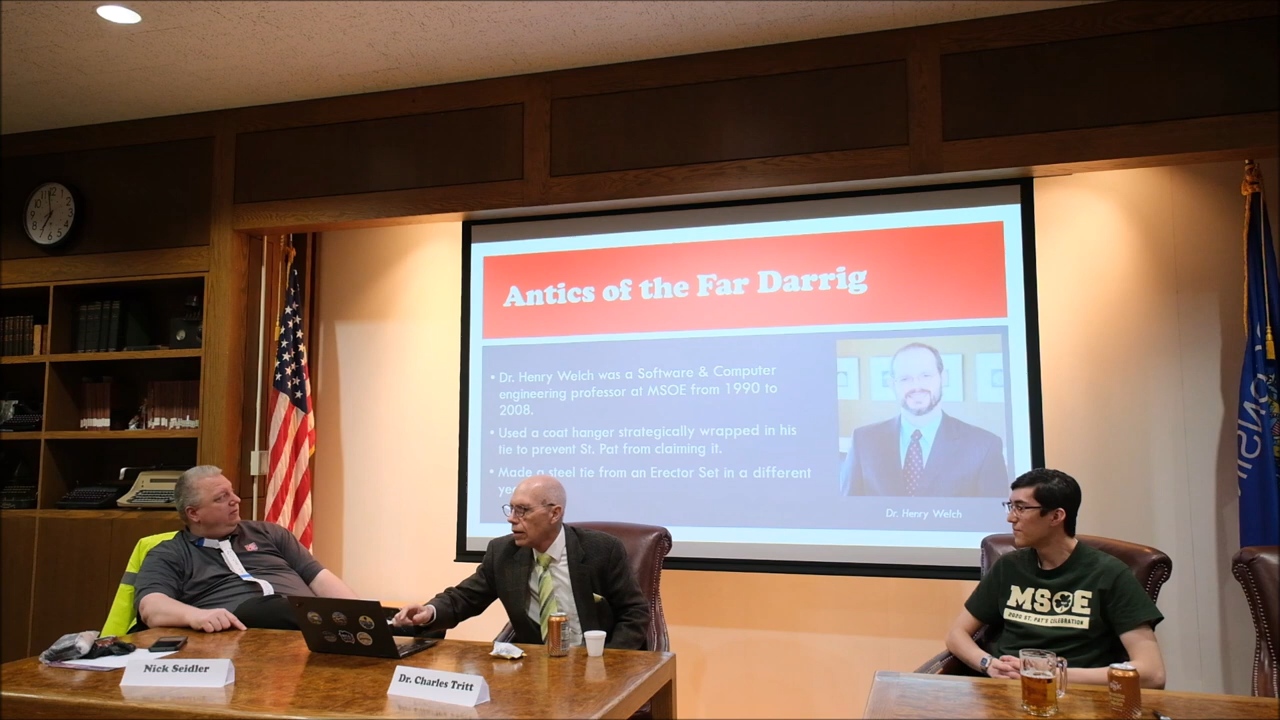 Antics of the Far Darrig
• Dr. Henry Welch was a Software & Computer
engineering professor at MSOE from 1990 to
2008.
• Used a coat hanger strategically wrapped in his
tie to prevent St. Pat from claiming it.
• Made a steel tie from an Erector Set in a different
Dr. Henry Welch
MSOE
2020 ST. PAT'S CELEBRATION
Nick Seidler
Dr. Charles Tritt